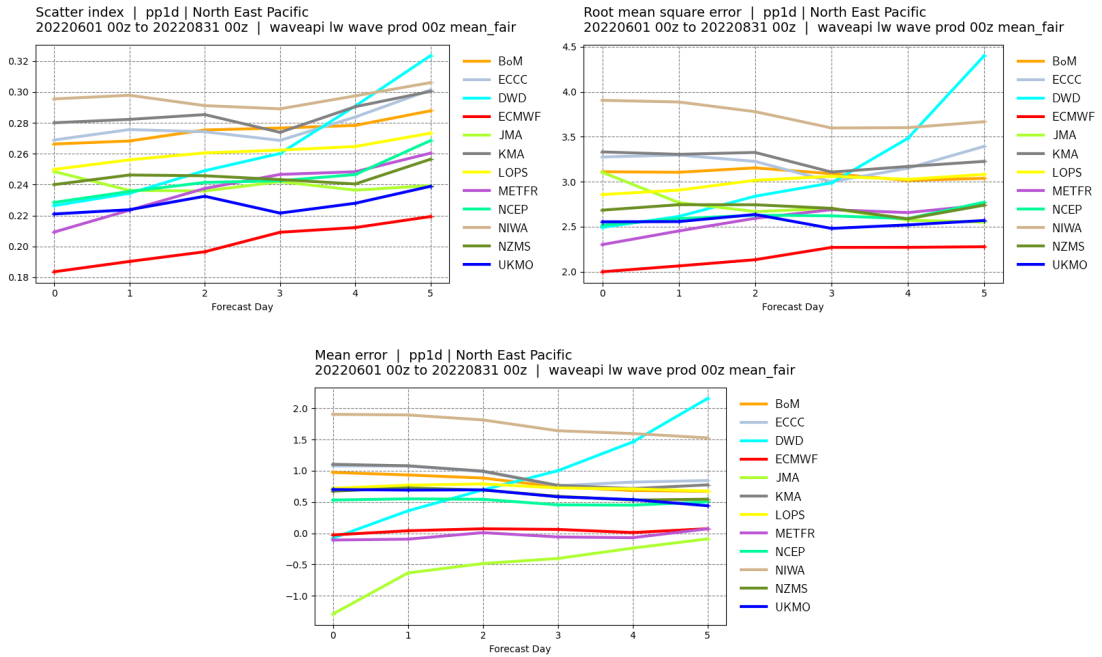 Scatter index | pp1d | North East Pacific
20220601 00z to 20220831 00z | waveapi lw wave prod 00z mean_fair
0.32
0.30
0.28
0.26
0.24
0.22
0.20
0.18
0 1 2 3 4 5
Forecast Day
BoM
ECCC
DWD
ECMWF
JMA
KMA
LOPS
METFR
NCEP
NIWA
NZMS
UKMO
Root mean square error | pp1d | North East Pacific
20220601 00z to 20220831 00z | waveapi lw wave prod 00z mean_fair
4.5
4.0
3.5
3.0
2.5
2.0
0 1 2 3 4 5
Forecast Day
BoM
ECCC
DWD
ECMWF
JMA
KMA
LOPS
METFR
NCEP
NIWA
NZMS
UKMO
Mean error | pp1d | North East Pacific
20220601 00z to 20220831 00z | waveapi lw wave prod 00z mean_fair
2.0
1.5
1.0
0.5
0.0
−0.5
−1.0
0 1 2 3 4 5
Forecast Day
BoM
ECCC
DWD
ECMWF
JMA
KMA
LOPS
METFR
NCEP
NIWA
NZMS
UKMO